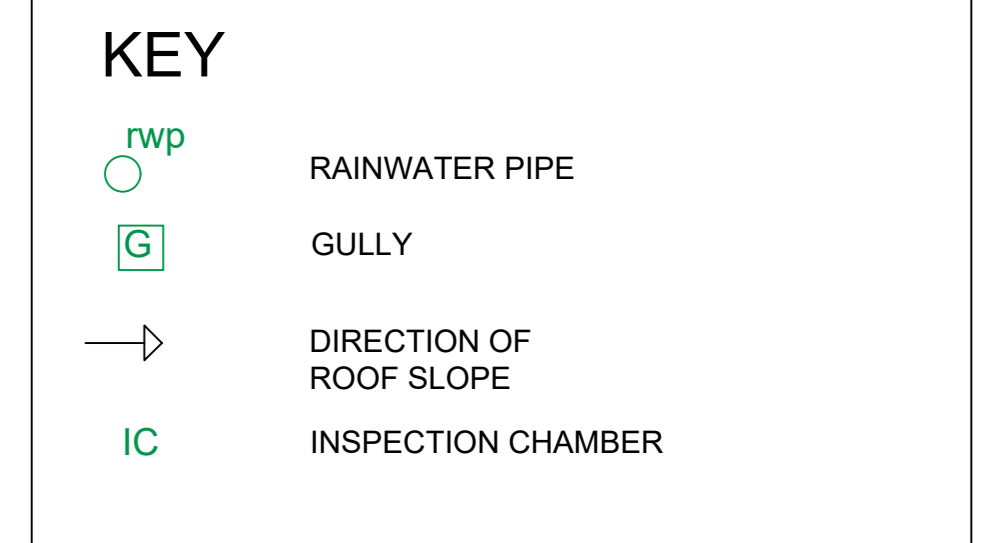 KEY
rwp
RAINWATER PIPE
G GULLY
DIRECTION OF
ROOF SLOPE
IC INSPECTION CHAMBER